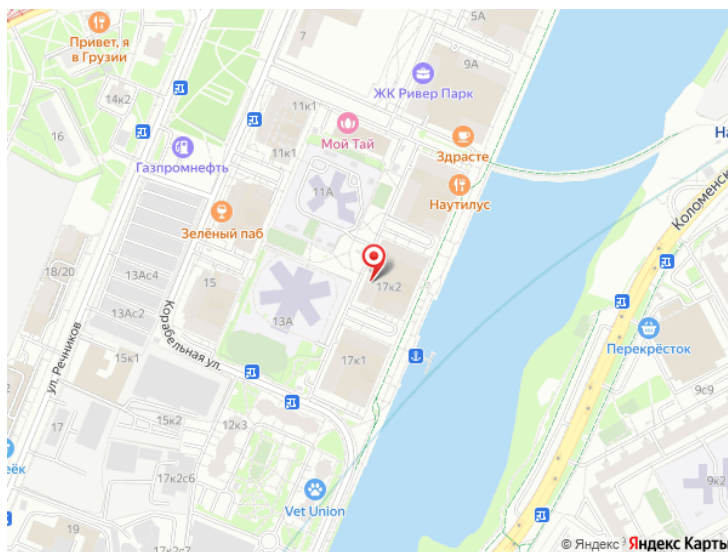 5А
Привет, я
в Грузии
7
9А
ЖК Ривер Парк
14к2
11к1
16
Мой Тай
На
Здрасте
11к1
Газпромнефть
11А
Наутилус
Коломенск
Зелёный паб
18/20
13Ас4
15
17к2
13Ас2
13А
Корабельная ул.
Перекрёсток
ул. Речников
15к1
17к1
9с9
15к2
12к3
17
еёк
17к2с6
9к2
Vet Union
19
17к2с7
© Яндекс Яндекс Карты